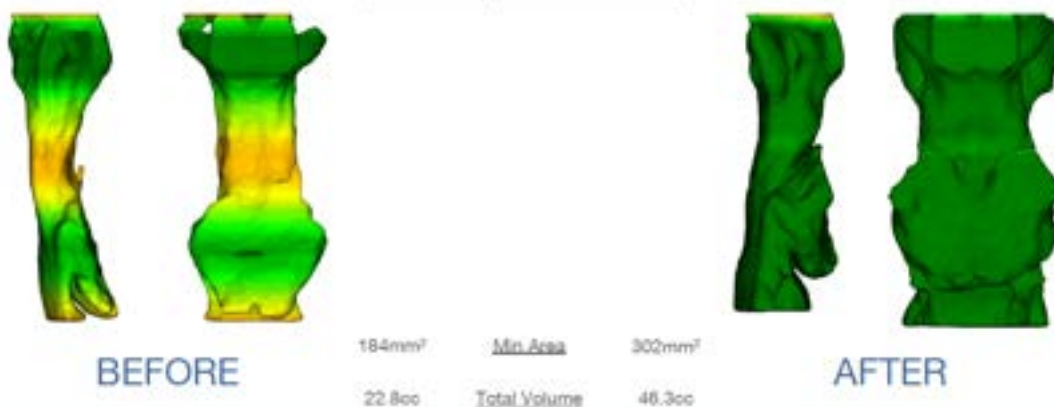 184mm² Min Area 302mm²
BEFORE AFTER
22.8cc Total Volume 46.3cc